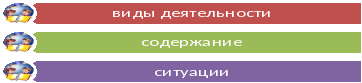 виды деятельности
содержание
ситуации